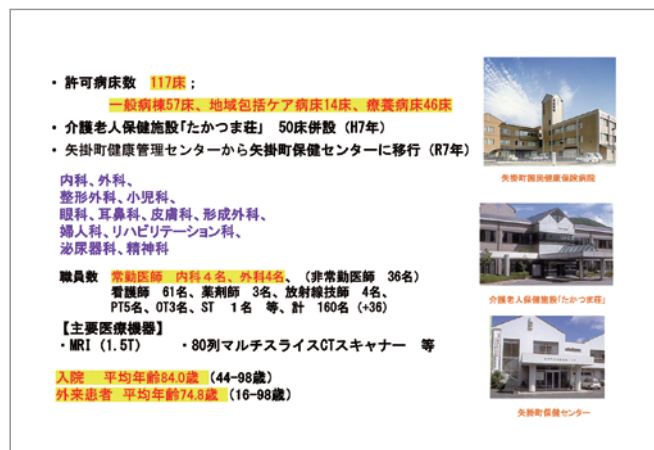 ・ 許可病床数 117床 ;
一般病棟57床、地域包括ケア病床14床、療養病床46床
・ 介護老人保健施設「たかつま荘」 50床併設 (H7年)
・ 矢掛町健康管理センターから矢掛町保健センターに移行 (R7年)
内科、外科、
整形外科、小児科、
眼科、耳鼻科、皮膚科、形成外科、
婦人科、リハビリテーション科、
泌尿器科、精神科
職員数 常勤医師 内科4名、外科4名、 (非常勤医師 36名)
看護師 61名、薬剤師 3名、放射線技師 4名、
PT5名、OT3名、ST 1名 等、計 160名 (+36)
【主要医療機器】
・MRI (1.5T) ・80列マルチスライスCTスキャナー 等
入院 平均年齢84.0歳 (44-98歳)
外来患者 平均年齢74.8歳 (16-98歳)
矢掛町国民健康保険病院
介護老人保健施設「たかつま荘」
矢掛町保健センター